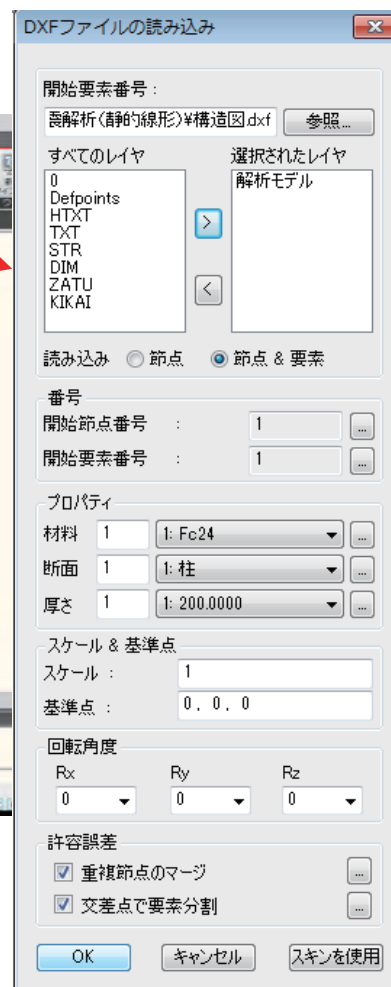 DXFファイルの読み込み
開始要素番号 :
震解析(静的線形)¥構造図.dxf 参照...
すべてのレイヤ 選択されたレイヤ
0 解析モデル
Defpoints
HTXT
TXT >
STR
DIM
ZATU <
KIKAI
読み込み 節点 節点 & 要素
番号
開始節点番号 : 1 ...
開始要素番号 : 1 ...
プロパティ
材料 1 1: Fc24 ...
断面 1 1: 柱 ...
厚さ 1 1: 200.0000 ...
スケール & 基準点
スケール : 1
基準点 : 0, 0, 0
回転角度
Rx Ry Rz
0 0 0
許容誤差
重複節点のマージ ...
交差点で要素分割 ...
OK キャンセル スキンを使用